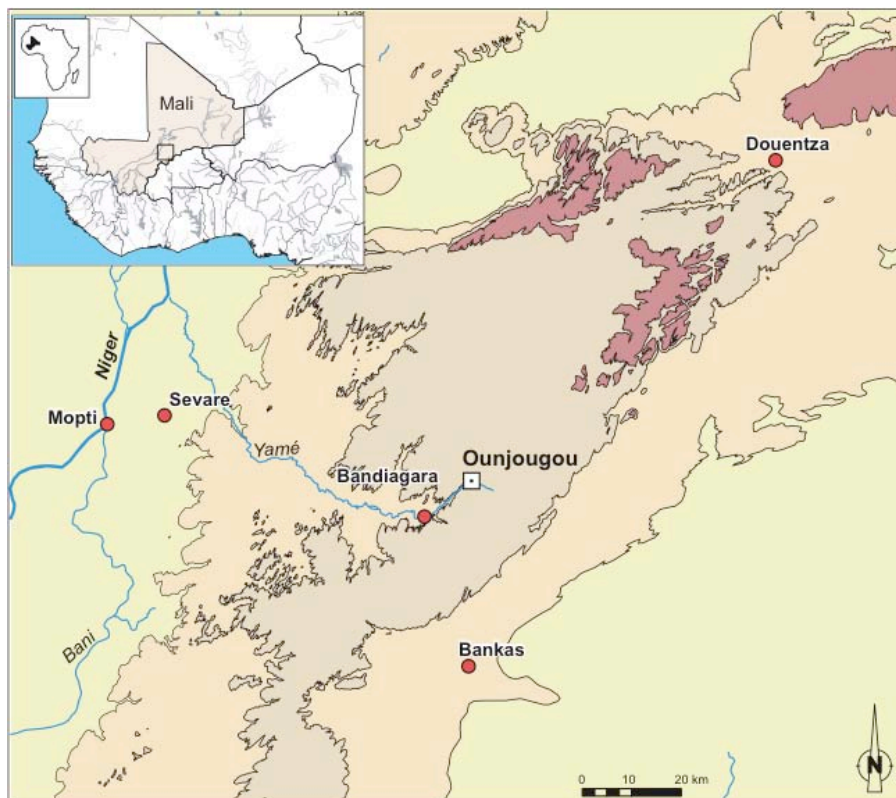 Mali
Douentza
Niger
Sevare
Mopti
Yamé
Ounjougou
Bandiagara
Bani
Bankas
0 10 20 km
N